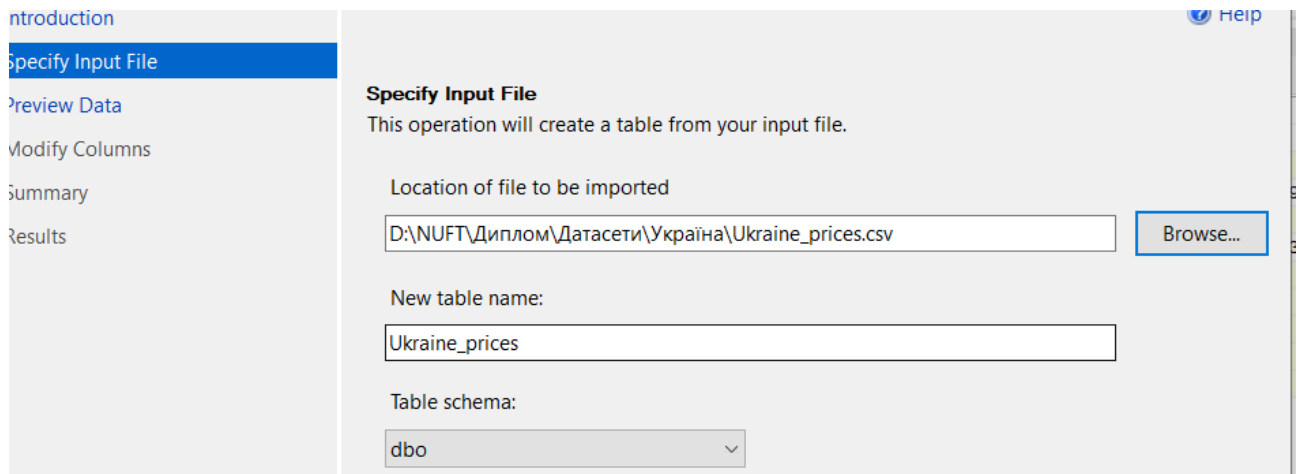 ntroduction
Help
Specify Input File
Preview Data
Specify Input File
This operation will create a table from your input file.
Modify Columns
Location of file to be imported
Summary
D:\NUFT\Диплом\Датасети\Україна\Ukraine_prices.csv
Browse...
Results
New table name:
Ukraine_prices
Table schema:
dbo